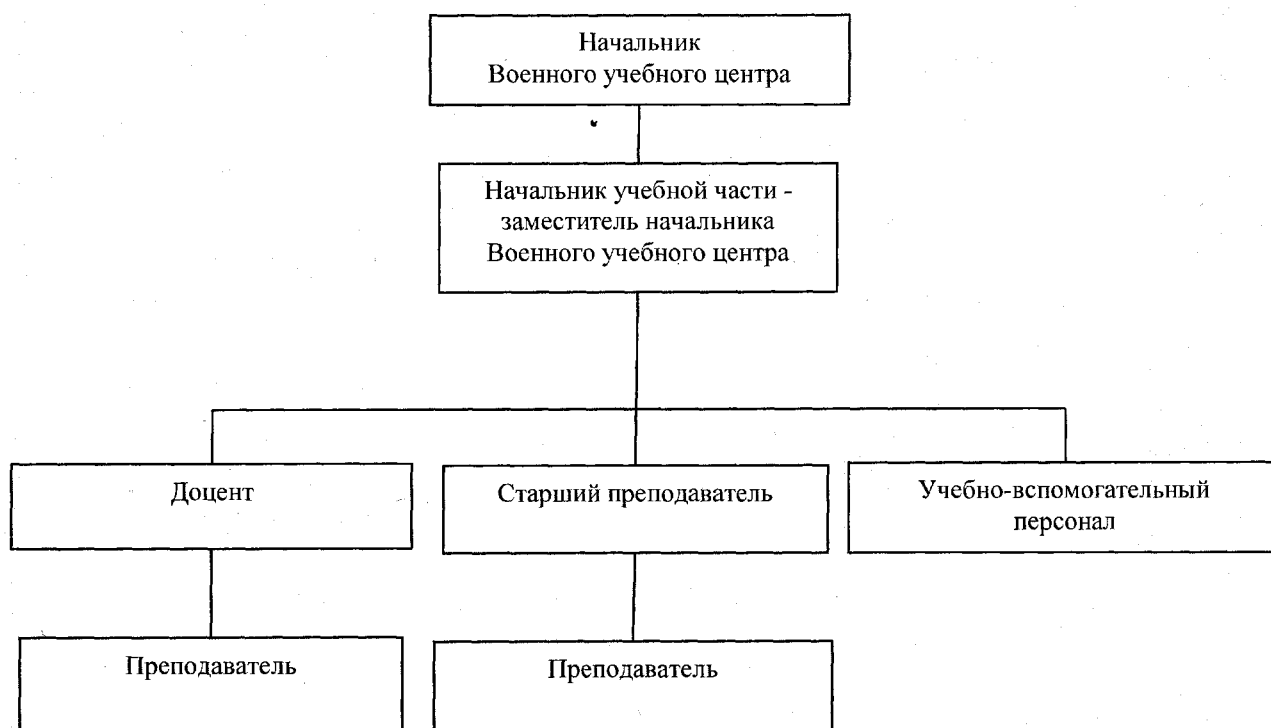 Начальник
Военного учебного центра
Начальник учебной части -
заместитель начальника
Военного учебного центра
Доцент
Старший преподаватель
Учебно-вспомогательный
персонал
Преподаватель
Преподаватель